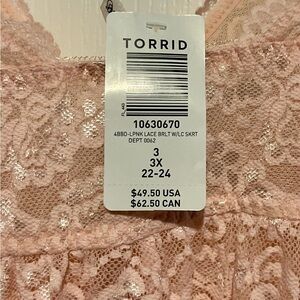 TORRID
10630670
4BBO-LPNK LACE BRLT W/LC SKRT
DEPT 0062
3
3X
22-24
$49.50 USA
$62.50 CAN